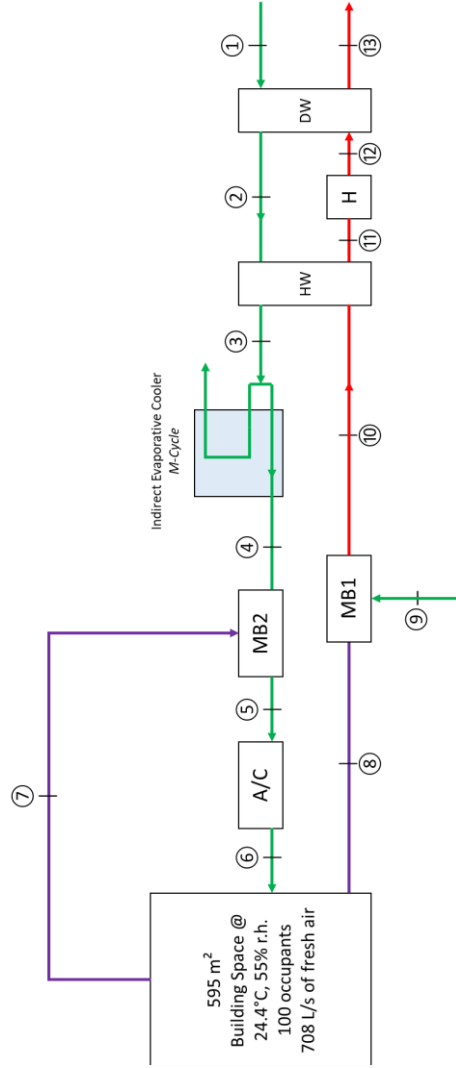 ① ⑬
DW
⑫
② H
⑪
HW
③
Indirect Evaporative Cooler
M-Cycle
⑩
④
MB2 MB1
⑨
⑤
⑦ A/C ⑧
⑥
595 m²
Building Space @
24.4°C, 55% r.h.
100 occupants
708 L/s of fresh air